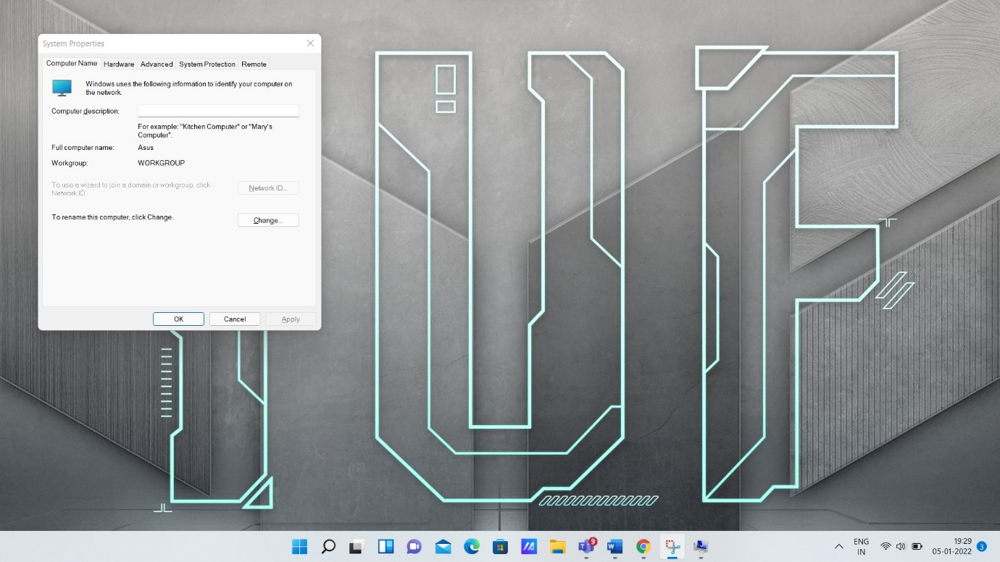 System Properties
Computer Name Hardware Advanced System Protection Remote
Windows uses the following information to identify your computer on
the network.
Computer description:
For example: "Kitchen Computer" or "Mary's
Computer".
Full computer name: Asus
Workgroup: WORKGROUP
To use a wizard to join a domain or workgroup, click
Network ID.
Network ID...
To rename this computer, click Change.
Change...
OK Cancel Apply
UF
9
W
ENG
IN
19:29
05-01-2022
3